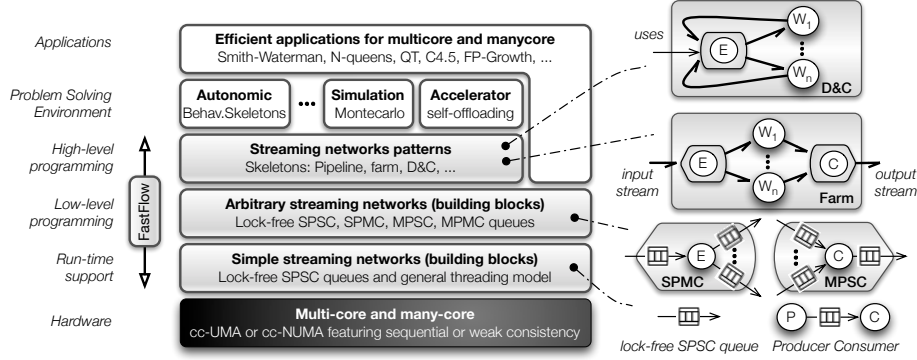 Applications
Efficient applications for multicore and manycore
Smith-Waterman, N-queens, QT, C4.5, FP-Growth, ...
Problem Solving
Environment
Autonomic
Behav.Skeletons
...
Simulation
Montecarlo
Accelerator
self-offloading
High-level
programming
Streaming networks patterns
Skeletons: Pipeline, farm, D&C, ...
FastFlow
Low-level
programming
Arbitrary streaming networks (building blocks)
Lock-free SPSC, SPMC, MPSC, MPMC queues
Run-time
support
Simple streaming networks (building blocks)
Lock-free SPSC queues and general threading model
Hardware
Multi-core and many-core
cc-UMA or cc-NUMA featuring sequential or weak consistency
uses
E
W1
Wn
D&C
input
stream
E
W1
Wn
C
Farm
output
stream
E
SPMC
C
MPSC
lock-free SPSC queue
P
C
Producer Consumer